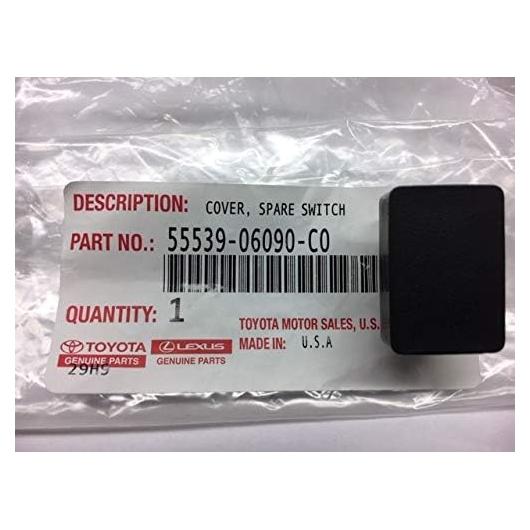 DESCRIPTION: COVER, SPARE SWITCH
PART NO.: 55539-06090-C0
QUANTITY: 1
TOYOTA MOTOR SALES, U.S.
MADE IN: U.S.A
TOYOTA LEXUS
GENUINE PARTS GENUINE PARTS
29H9